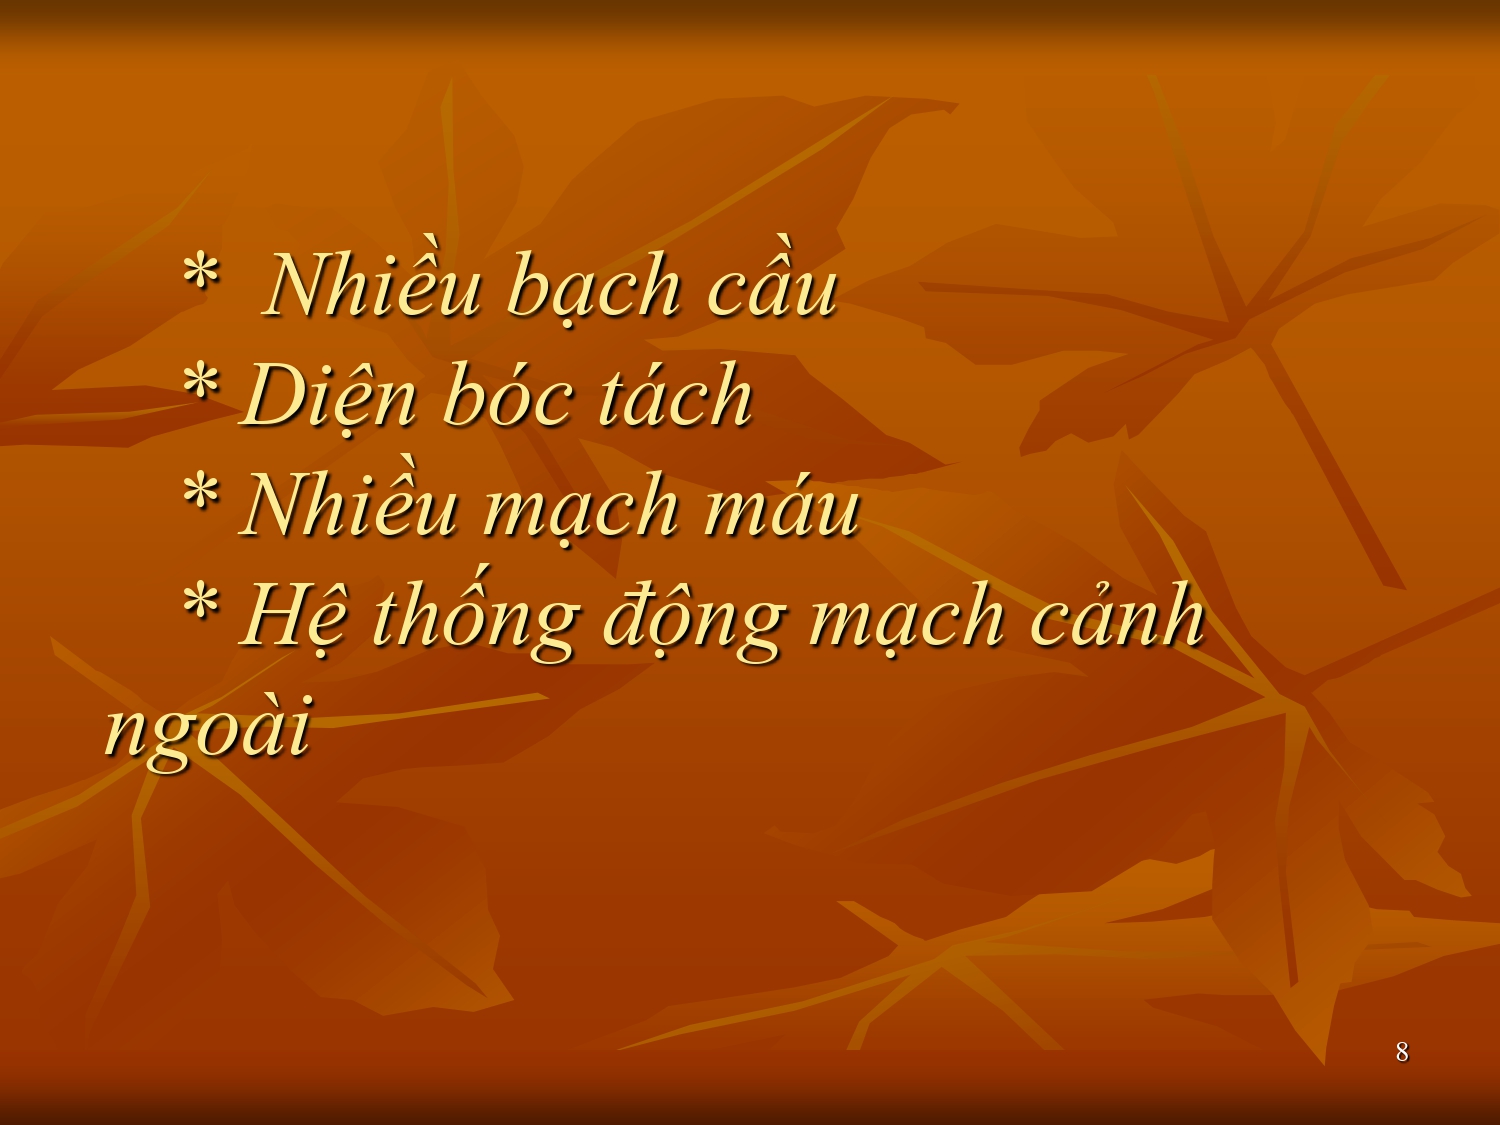 *  Nhiều bạch cầu
* Diện bóc tách
* Nhiều mạch máu
* Hệ thống động mạch cảnh
ngoài
8